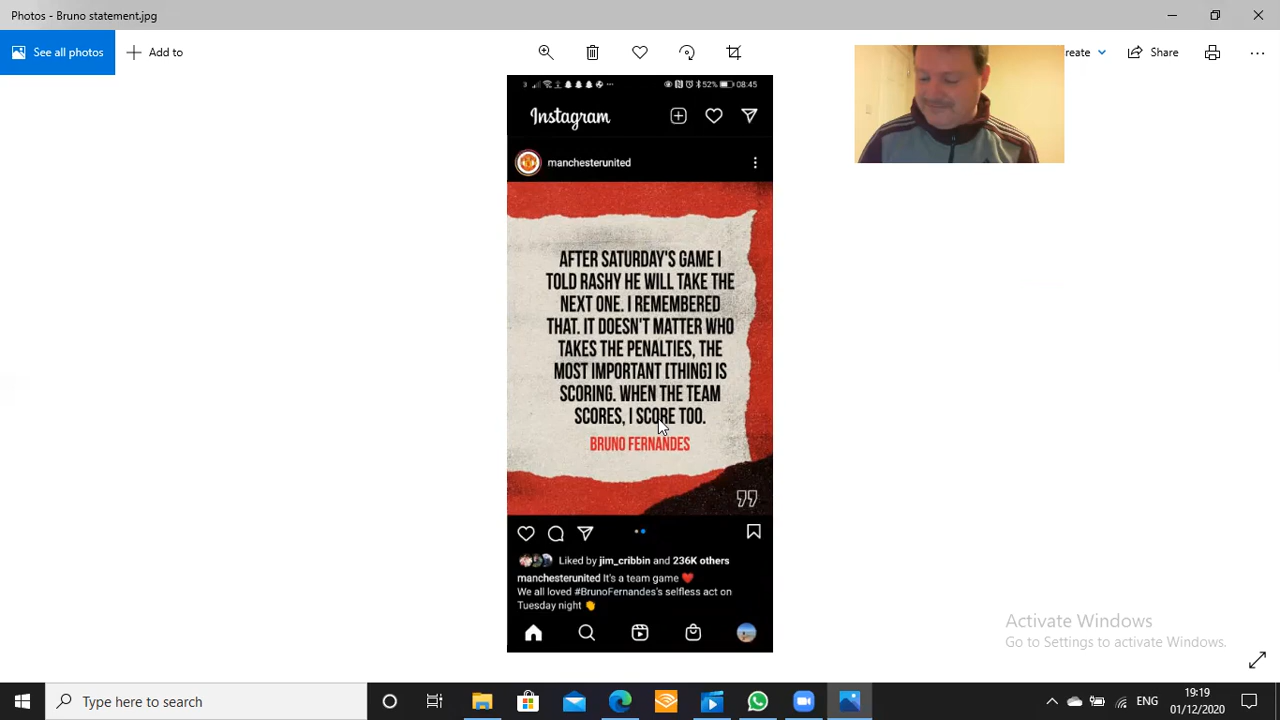 Photos - Bruno statement.jpg
See all photos
Add to
reate
Share
52%
08:45
Instagram
manchesterunited
AFTER SATURDAY'S GAME I
TOLD RASHY HE WILL TAKE THE
NEXT ONE. I REMEMBERED
THAT. IT DOESN'T MATTER WHO
TAKES THE PENALTIES, THE
MOST IMPORTANT [THING] IS
SCORING. WHEN THE TEAM
SCORES, I SCORE TOO.
BRUNO FERNANDES
Liked by jim_cribbin and 236K others
manchesterunited It's a team game ❤️
We all loved #BrunoFernandes's selfless act on
Tuesday night 👏
Activate Windows
Go to Settings to activate Windows.
Type here to search
ENG
19:19
01/12/2020